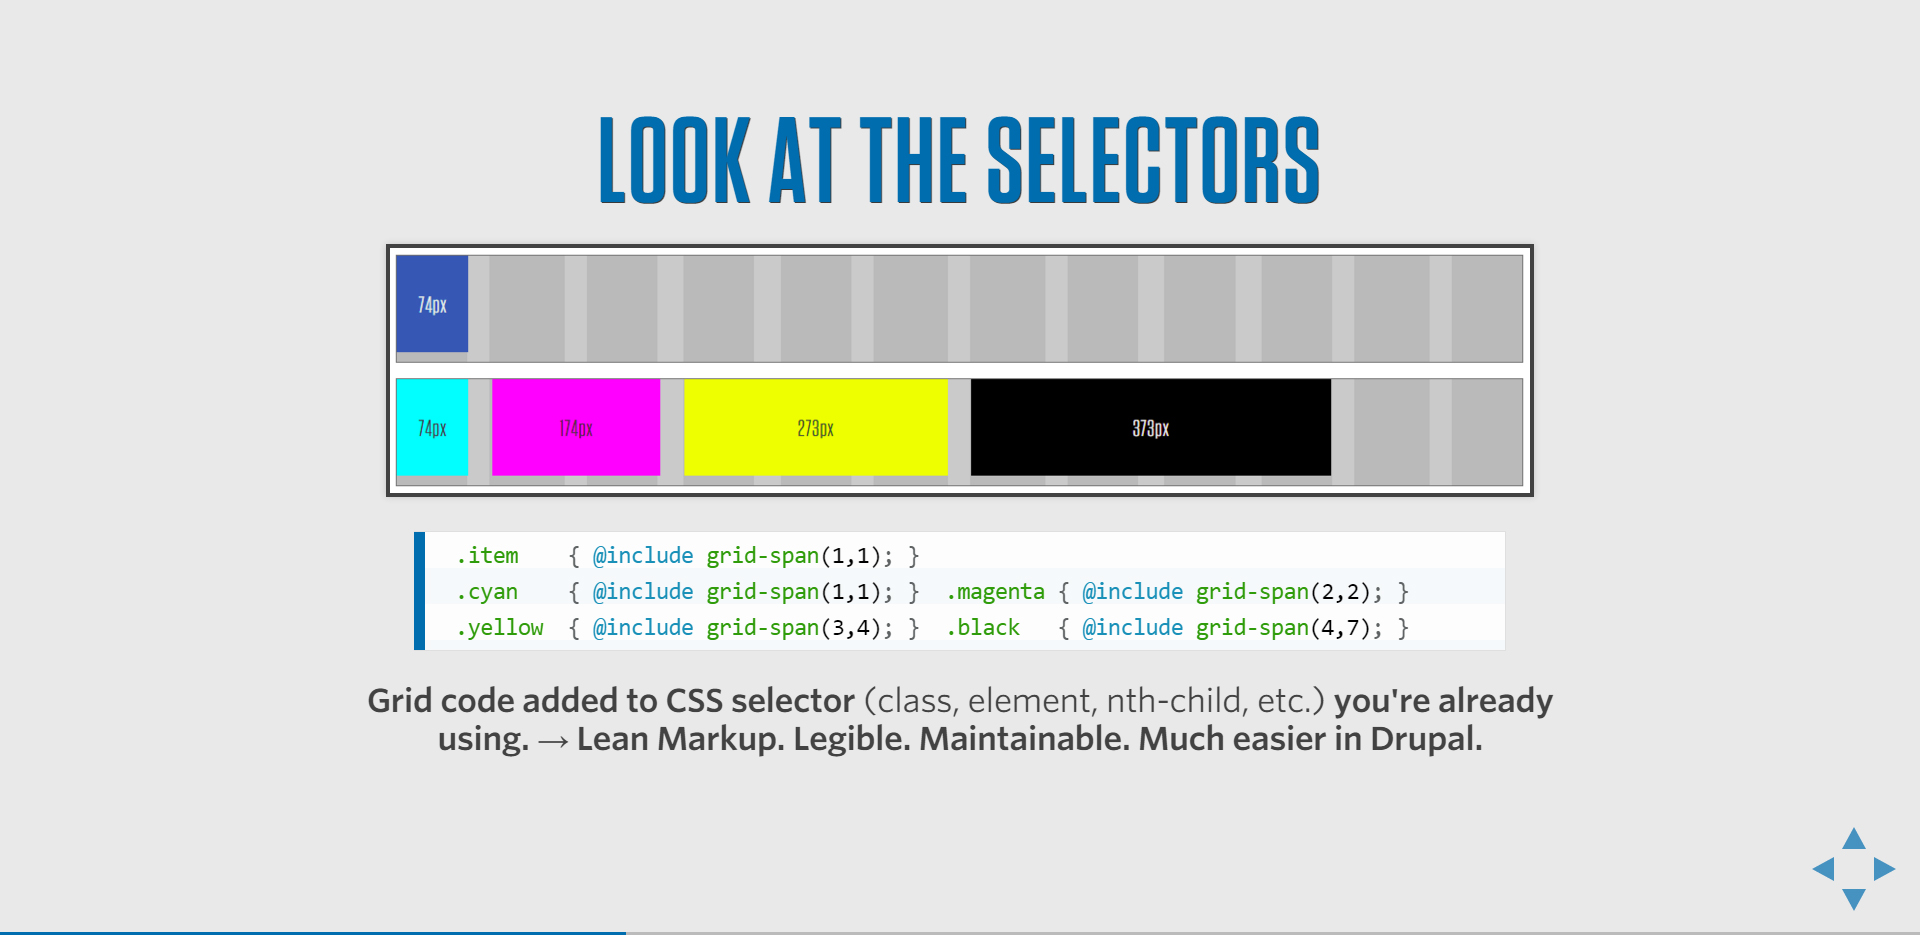 LOOK AT THE SELECTORS
74px
74px 174px 273px 373px
.item { @include grid-span(1,1); }
.cyan { @include grid-span(1,1); } .magenta { @include grid-span(2,2); }
.yellow { @include grid-span(3,4); } .black { @include grid-span(4,7); }
Grid code added to CSS selector (class, element, nth-child, etc.) you're already
using. → Lean Markup. Legible. Maintainable. Much easier in Drupal.